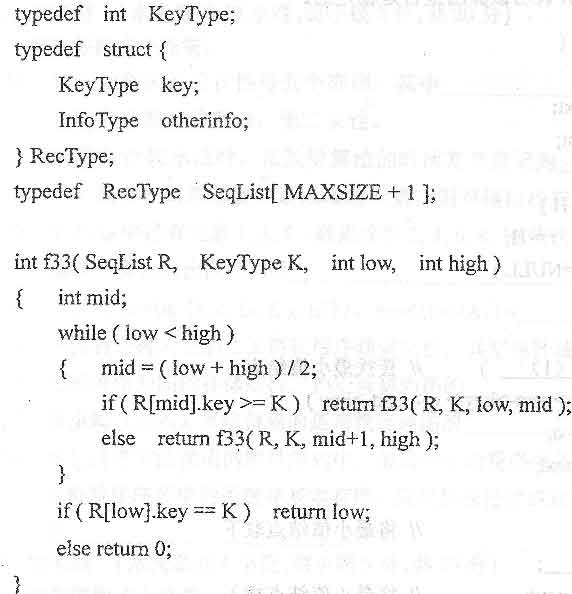 typedef int KeyType;
typedef struct {
KeyType key;
InfoType otherinfo;
} RecType;
typedef RecType SeqList[ MAXSIZE + 1 ];
int f33( SeqList R, KeyType K, int low, int high )
{ int mid;
while ( low < high )
{ mid = ( low + high ) / 2;
if ( R[mid].key >= K ) return f33( R, K, low, mid );
else return f33( R, K, mid+1, high );
}
if ( R[low].key == K ) return low;
else return 0;
}